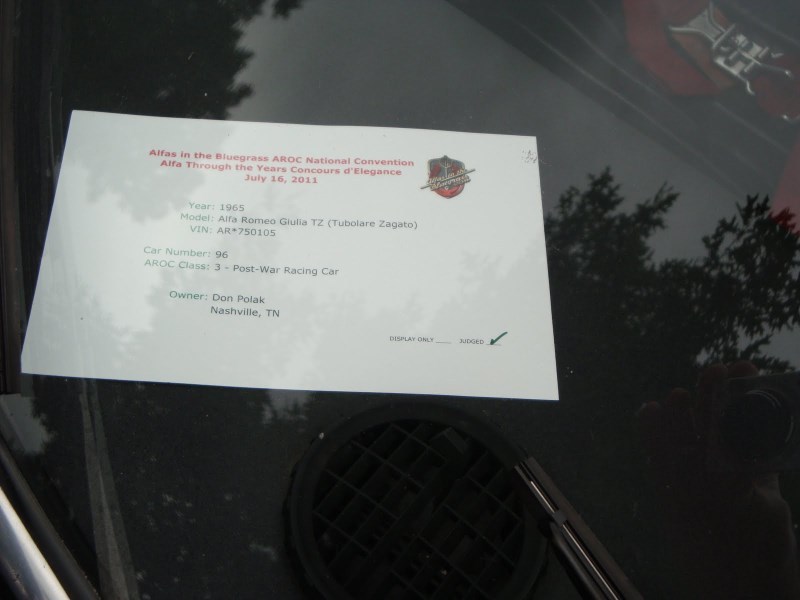 Alfas in the Bluegrass AROC National Convention
Alfa Through the Years Concours d'Elegance
July 16, 2011
Year: 1965
Model: Alfa Romeo Giulia TZ (Tubolare Zagato)
VIN: AR*750105
Car Number: 96
AROC Class: 3 - Post-War Racing Car
Owner: Don Polak
Nashville, TN
DISPLAY ONLY ____ JUDGED ✓